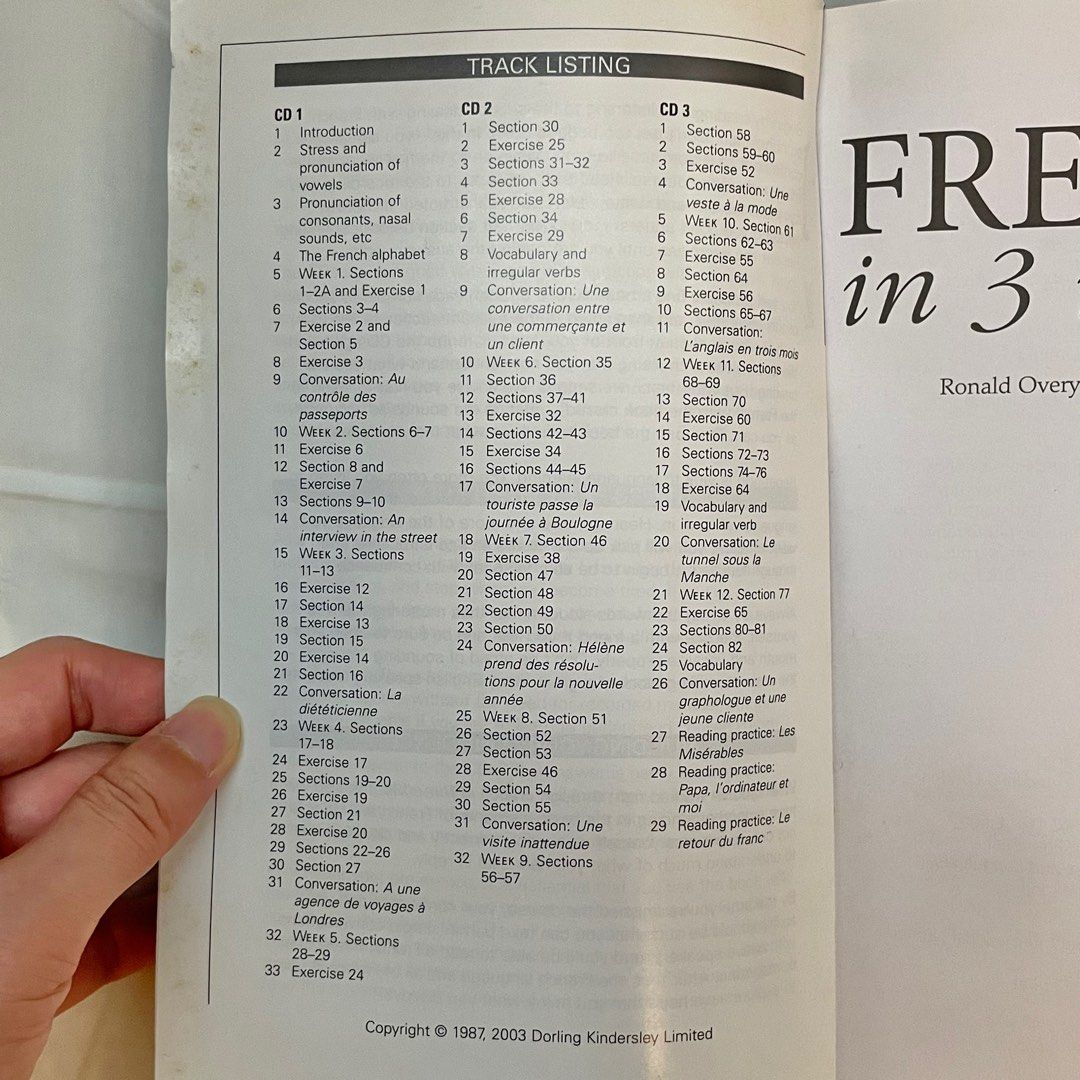 TRACK LISTING
CD 1
1 Introduction
2 Stress and
pronunciation of
vowels
3 Pronunciation of
consonants, nasal
sounds, etc
4 The French alphabet
5 WEEK 1. Sections
1–2A and Exercise 1
6 Sections 3–4
7 Exercise 2 and
Section 5
8 Exercise 3
9 Conversation: Au
contrôle des
passeports
10 WEEK 2. Sections 6–7
11 Exercise 6
12 Section 8 and
Exercise 7
13 Sections 9–10
14 Conversation: An
interview in the street
15 WEEK 3. Sections
11–13
16 Exercise 12
17 Section 14
18 Exercise 13
19 Section 15
20 Exercise 14
21 Section 16
22 Conversation: La
diététicienne
23 WEEK 4. Sections
17–18
24 Exercise 17
25 Sections 19–20
26 Exercise 19
27 Section 21
28 Exercise 20
29 Sections 22–26
30 Section 27
31 Conversation: A une
agence de voyages à
Londres
32 WEEK 5. Sections
28–29
33 Exercise 24
CD 2
1 Section 30
2 Exercise 25
3 Sections 31–32
4 Section 33
5 Exercise 28
6 Section 34
7 Exercise 29
8 Vocabulary and
irregular verbs
9 Conversation: Une
conversation entre
une commerçante et
un client
10 WEEK 6. Section 35
11 Section 36
12 Sections 37–41
13 Exercise 32
14 Sections 42–43
15 Exercise 34
16 Sections 44–45
17 Conversation: Un
touriste passe la
journée à Boulogne
18 WEEK 7. Section 46
19 Exercise 38
20 Section 47
21 Section 48
22 Section 49
23 Section 50
24 Conversation: Hélène
prend des résolu-
tions pour la nouvelle
année
25 WEEK 8. Section 51
26 Section 52
27 Section 53
28 Exercise 46
29 Section 54
30 Section 55
31 Conversation: Une
visite inattendue
32 WEEK 9. Sections
56–57
CD 3
1 Section 58
2 Sections 59–60
3 Exercise 52
4 Conversation: Une
veste à la mode
5 WEEK 10. Section 61
6 Sections 62–63
7 Exercise 55
8 Section 64
9 Exercise 56
10 Sections 65–67
11 Conversation:
L'anglais en trois mois
12 WEEK 11. Sections
68–69
13 Section 70
14 Exercise 60
15 Section 71
16 Sections 72–73
17 Sections 74–76
18 Exercise 64
19 Vocabulary and
irregular verb
20 Conversation: Le
tunnel sous la
Manche
21 WEEK 12. Section 77
22 Exercise 65
23 Sections 80–81
24 Section 82
25 Vocabulary
26 Conversation: Un
graphologue et une
jeune cliente
27 Reading practice: Les
Misérables
28 Reading practice:
Papa, l'ordinateur et
moi
29 Reading practice: Le
retour du franc
Copyright © 1987, 2003 Dorling Kindersley Limited
FRE
in 3
Ronald Overy